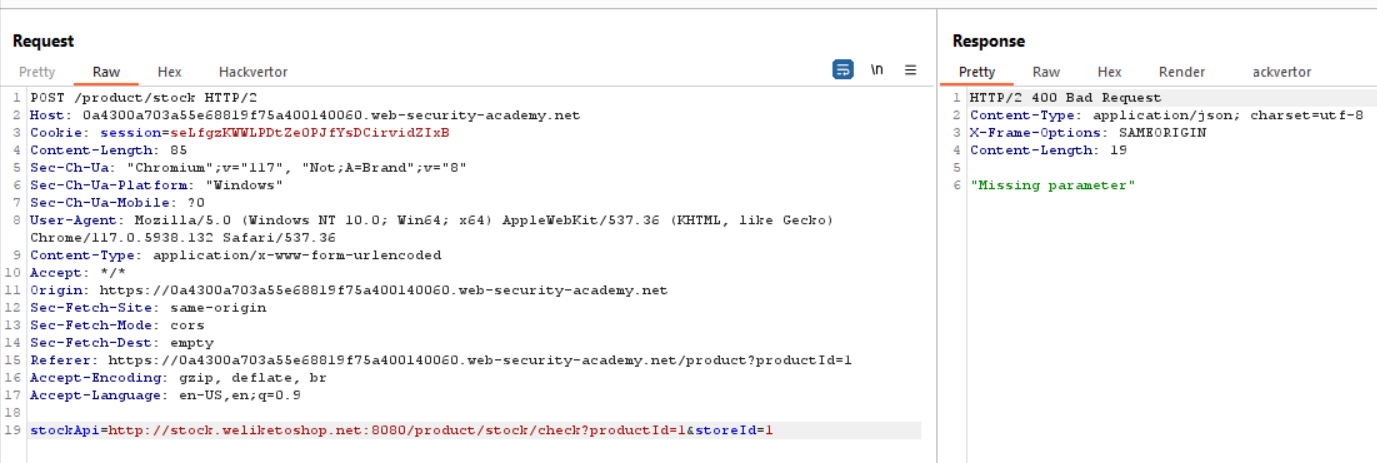 Request
Pretty Raw Hex Hackvertor \n
1 POST /product/stock HTTP/2
2 Host: 0a4300a703a55e68819f75a400140060.web-security-academy.net
3 Cookie: session=seLfgzKWWLPDtZeOPJfYsDCirvidZIxB
4 Content-Length: 85
5 Sec-Ch-Ua: "Chromium";v="117", "Not;A=Brand";v="8"
6 Sec-Ch-Ua-Platform: "Windows"
7 Sec-Ch-Ua-Mobile: ?0
8 User-Agent: Mozilla/5.0 (Windows NT 10.0; Win64; x64) AppleWebKit/537.36 (KHTML, like Gecko)
Chrome/117.0.5938.132 Safari/537.36
9 Content-Type: application/x-www-form-urlencoded
10 Accept: */*
11 Origin: https://0a4300a703a55e68819f75a400140060.web-security-academy.net
12 Sec-Fetch-Site: same-origin
13 Sec-Fetch-Mode: cors
14 Sec-Fetch-Dest: empty
15 Referer: https://0a4300a703a55e68819f75a400140060.web-security-academy.net/product?productId=1
16 Accept-Encoding: gzip, deflate, br
17 Accept-Language: en-US,en;q=0.9
18
19 stockApi=http://stock.weliketoshop.net:8080/product/stock/check?productId=1&storeId=1
Response
Pretty Raw Hex Render ackvertor
1 HTTP/2 400 Bad Request
2 Content-Type: application/json; charset=utf-8
3 X-Frame-Options: SAMEORIGIN
4 Content-Length: 19
5
6 "Missing parameter"